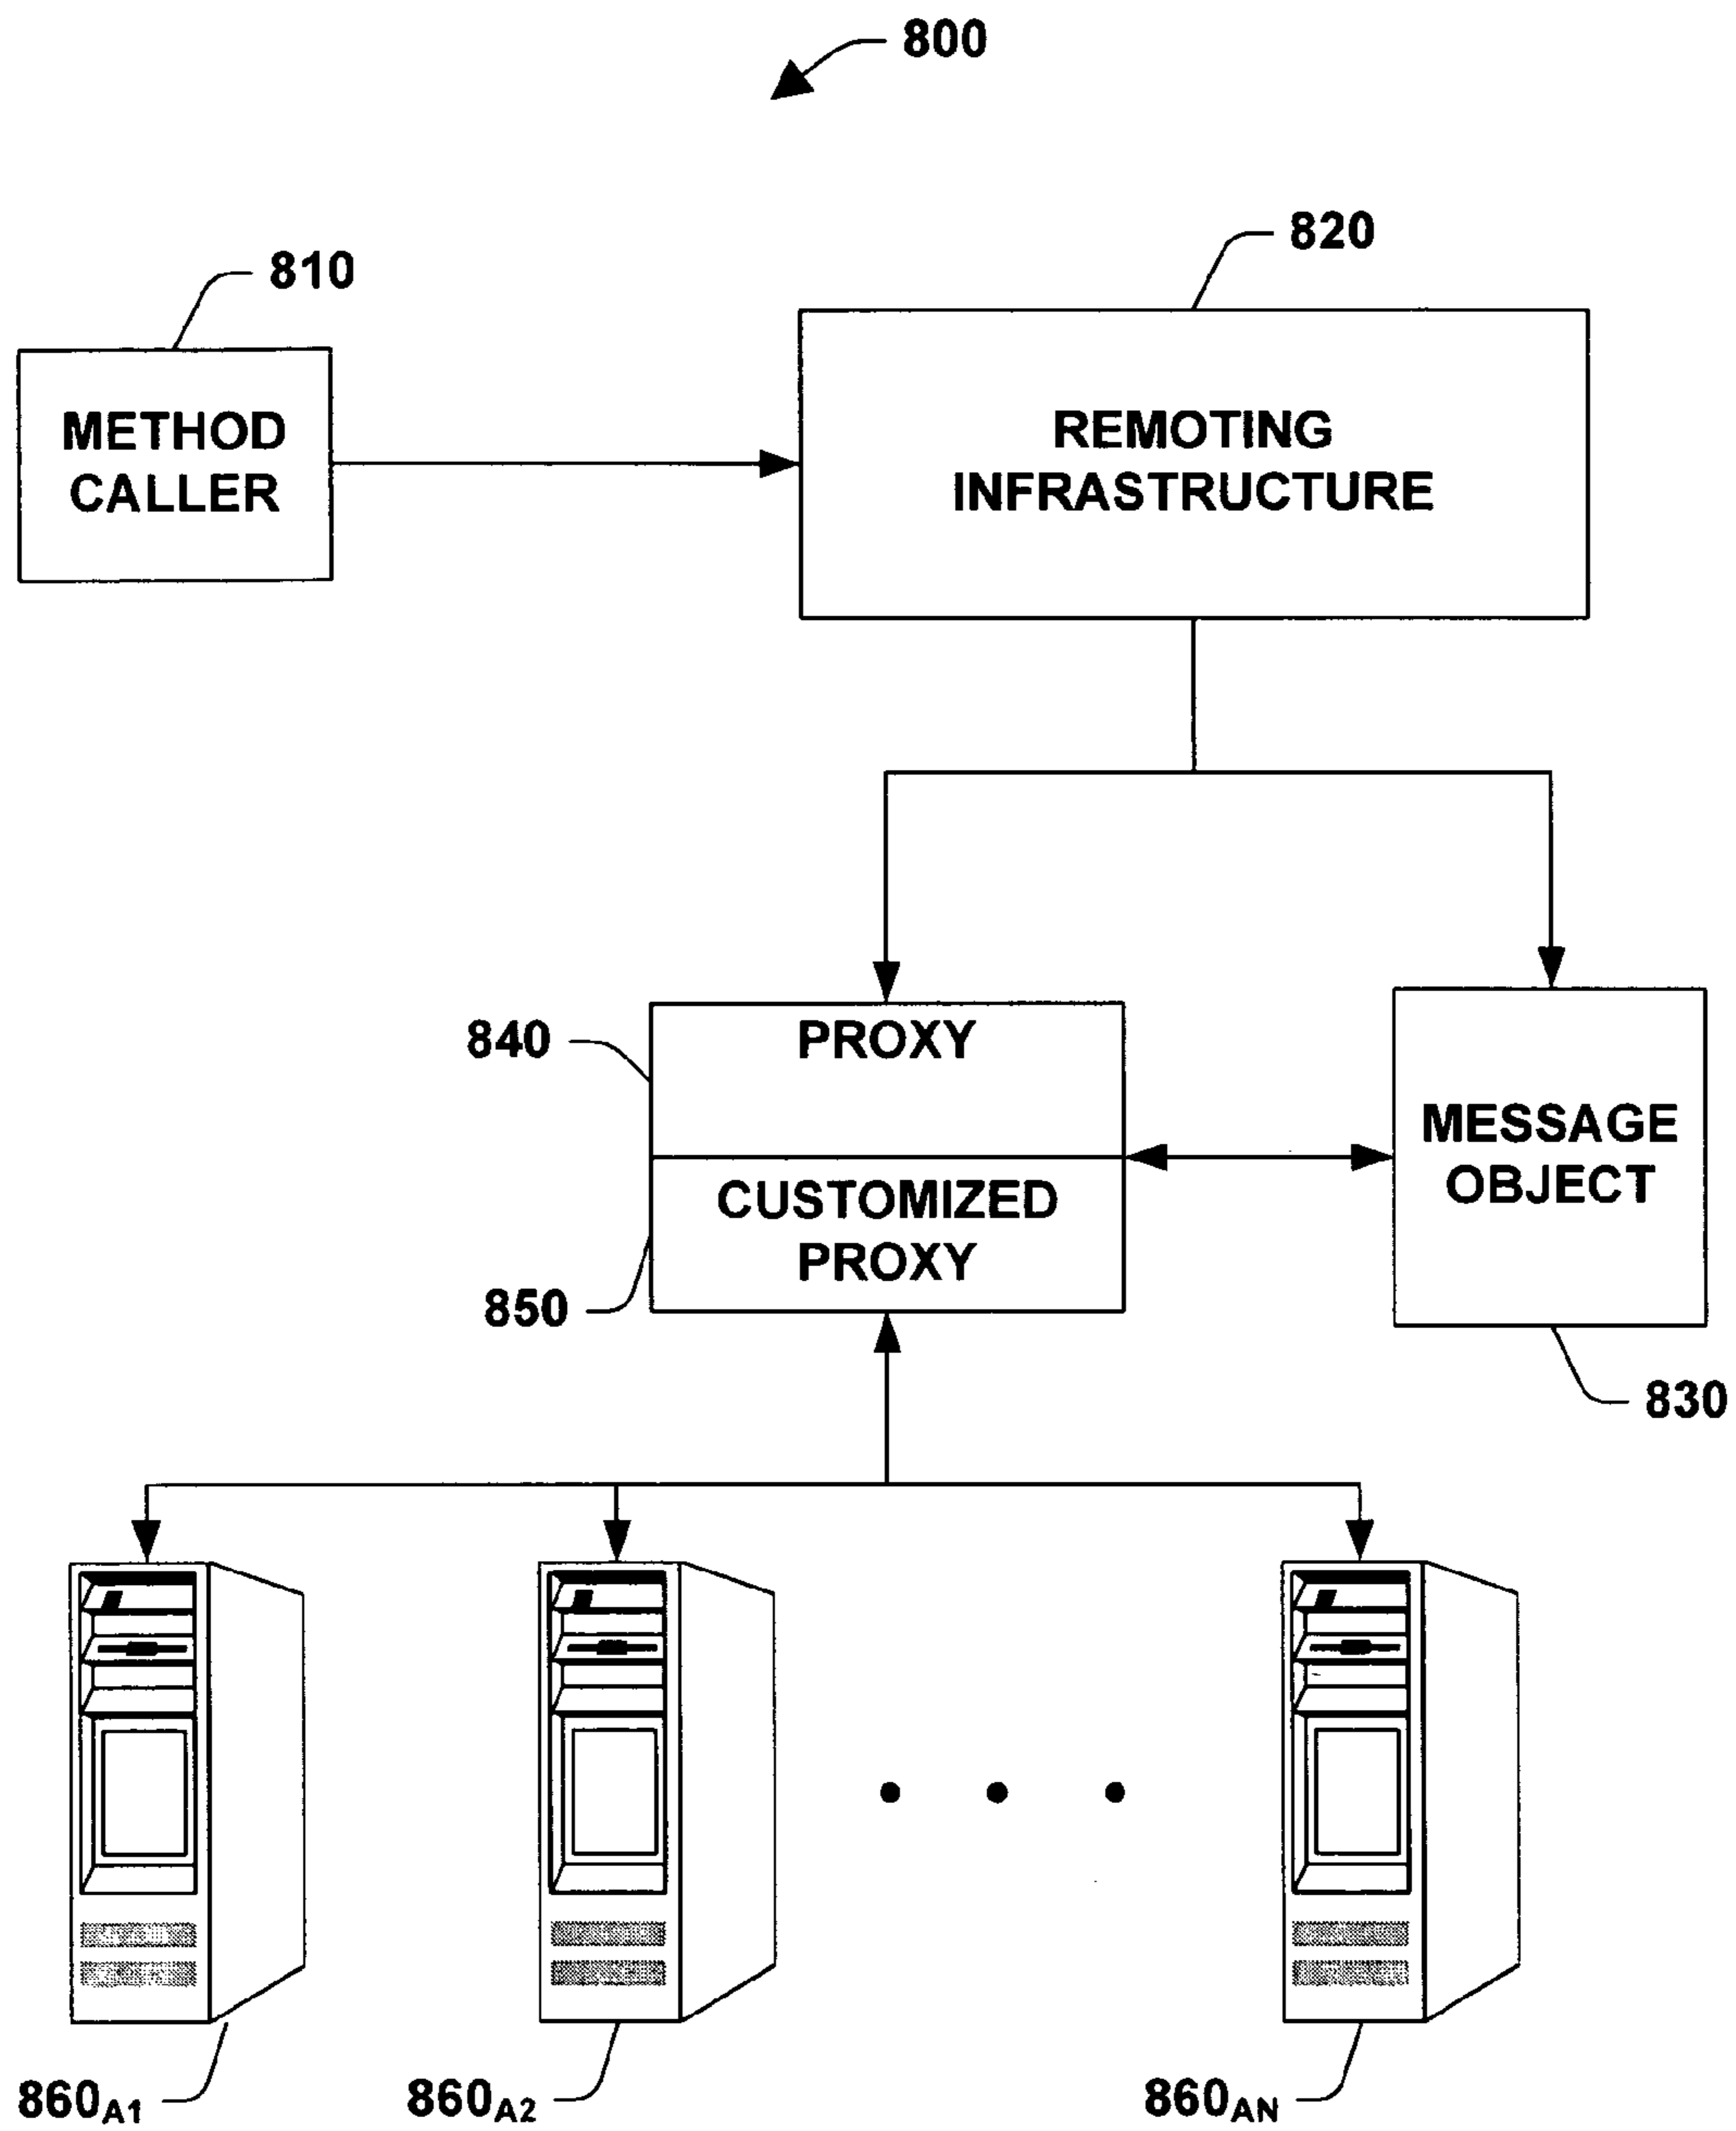 800
820
810
METHOD
CALLER
REMOTING
INFRASTRUCTURE
840
PROXY
MESSAGE
OBJECT
CUSTOMIZED
PROXY
850
830
860A1
860A2
860AN